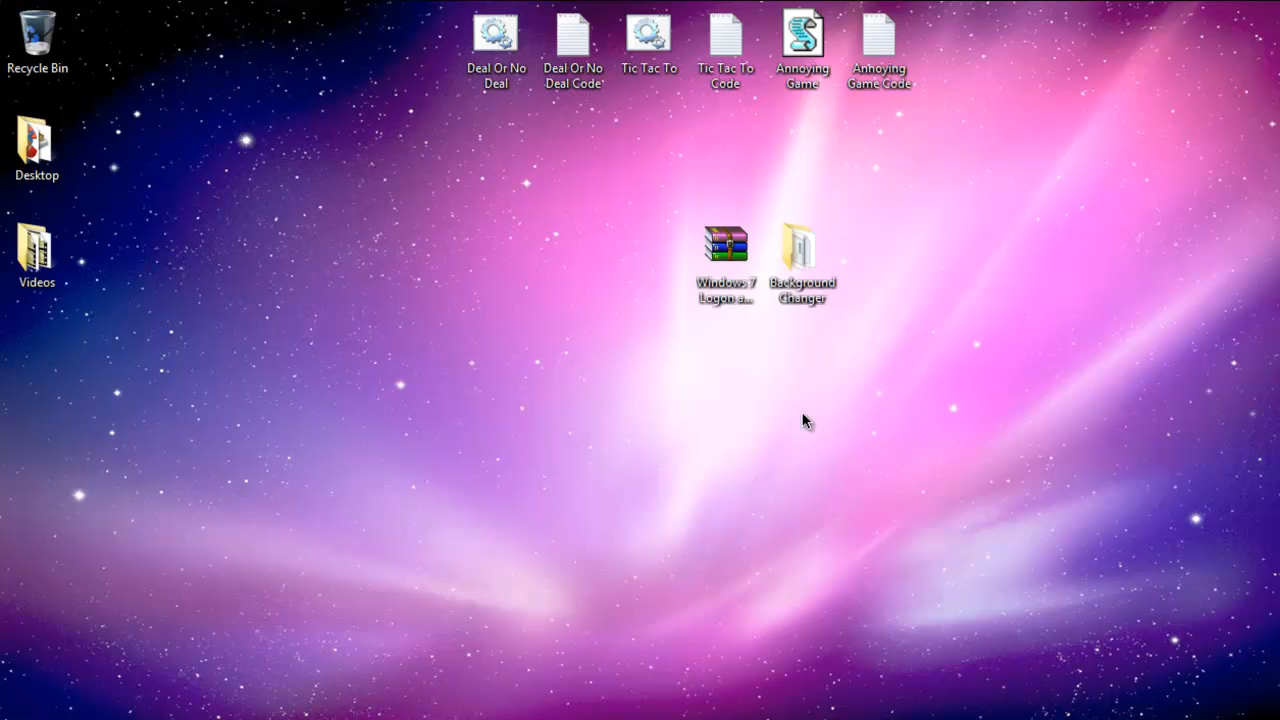 Recycle Bin
Deal Or No
Deal
Deal Or No
Deal Code
Tic Tac To
Tic Tac To
Code
Annoying
Game
Annoying
Game Code
Desktop
Videos
Windows 7
Logon a...
Background
Changer